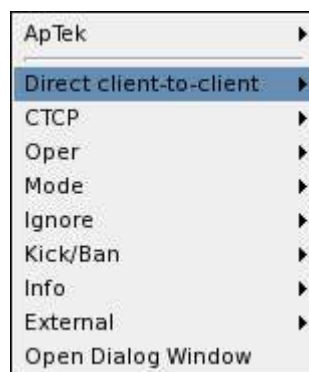 ApTek
Direct client-to-client
CTCP
Oper
Mode
Ignore
Kick/Ban
Info
External
Open Dialog Window